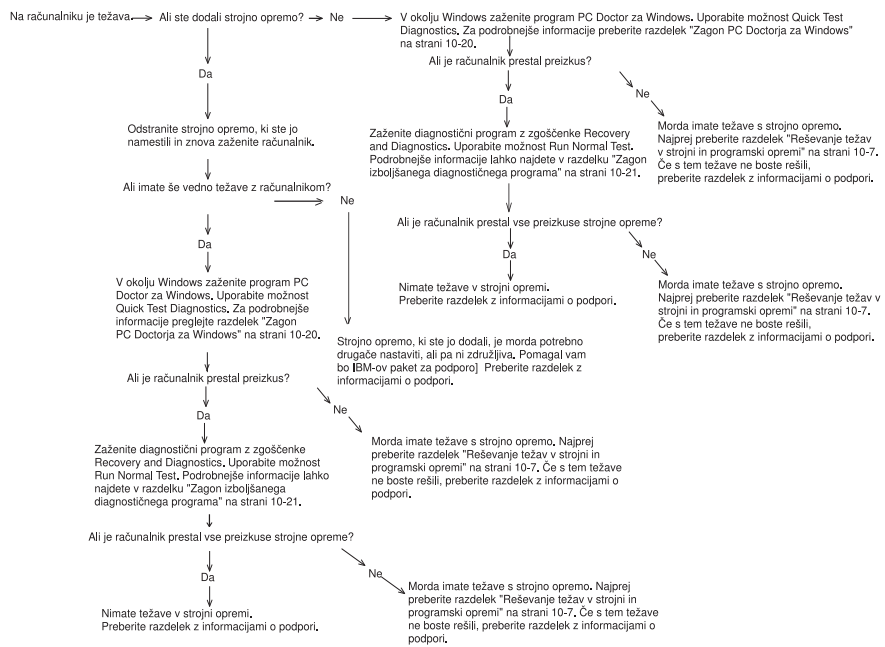 Na računalniku je težava.
Ali ste dodali strojno opremo?
Ne
V okolju Windows zaženite program PC Doctor za Windows. Uporabite možnost Quick Test
Diagnostics. Za podrobnejše informacije preberite razdelek "Zagon PC Doctorja za Windows"
na strani 10-20.
Ali je računalnik prestal preizkus?
Da
Ne
Da
Odstranite strojno opremo, ki ste jo
namestili in znova zaženite računalnik.
Zaženite diagnostični program z zgoščenke Recovery
and Diagnostics. Uporabite možnost Run Normal Test.
Podrobnejše informacije lahko najdete v razdelku "Zagon
izboljšanega diagnostičnega programa" na strani 10-21.
Morda imate težave s strojno opremo.
Najprej preberite razdelek "Reševanje težav
v strojni in programski opremi" na strani 10-7.
Če s tem težave ne boste rešili,
preberite razdelek z informacijami o podpori.
Ali imate še vedno težave z računalnikom?
Ne
Ali je računalnik prestal vse preizkuse strojne opreme?
Da
Da
Ne
V okolju Windows zaženite program PC
Doctor za Windows. Uporabite možnost
Quick Test Diagnostics. Za podrobnejše
informacije preglejte razdelek "Zagon
PC Doctorja za Windows" na strani 10-20.
Nimate težave v strojni opremi.
Preberite razdelek z informacijami o podpori.
Morda imate težave s strojno opremo.
Najprej preberite razdelek "Reševanje težav v
strojni in programski opremi" na strani 10-7.
Če s tem težave ne boste rešili,
preberite razdelek z informacijami o podpori.
Strojno opremo, ki ste jo dodali, je morda potrebno
drugače nastaviti, ali pa ni združljiva. Pomagal vam
bo IBM-ov paket za podporo] Preberite razdelek z
informacijami o podpori.
Ali je računalnik prestal preizkus?
Da
Ne
Zaženite diagnostični program z zgoščenke
Recovery and Diagnostics. Uporabite možnost
Run Normal Test. Podrobnejše informacije lahko
najdete v razdelku "Zagon izboljšanega
diagnostičnega programa" na strani 10-21.
Morda imate težave s strojno opremo. Najprej
preberite razdelek "Reševanje težav v strojni in
programski opremi" na strani 10-7. Če s tem težave
ne boste rešili, preberite razdelek z informacijami o
podpori.
Ali je računalnik prestal vse preizkuse strojne opreme?
Da
Ne
Nimate težave v strojni opremi.
Preberite razdelek z informacijami o podpori.
Morda imate težave s strojno opremo. Najprej
preberite razdelek "Reševanje težav v strojni in
programski opremi" na strani 10-7. Če s tem težave
ne boste rešili, preberite razdelek z informacijami o
podpori.